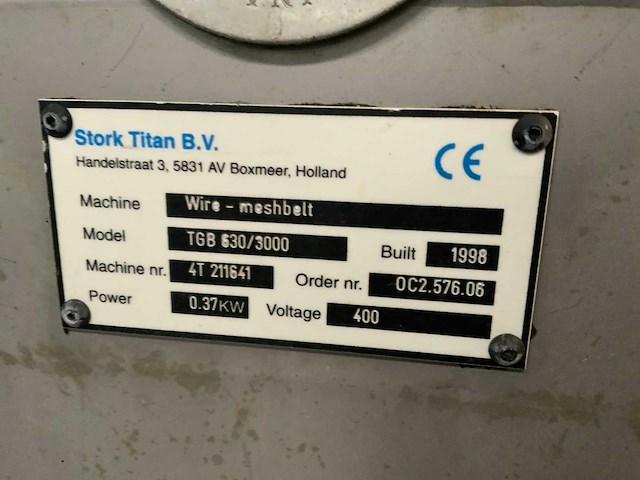 Stork Titan B.V.
Handelstraat 3, 5831 AV Boxmeer, Holland
CE
Machine Wire - meshbelt
Model TGB 630/3000 Built 1998
Machine nr. 4T 211641 Order nr. OC2.576.06
Power 0.37KW Voltage 400